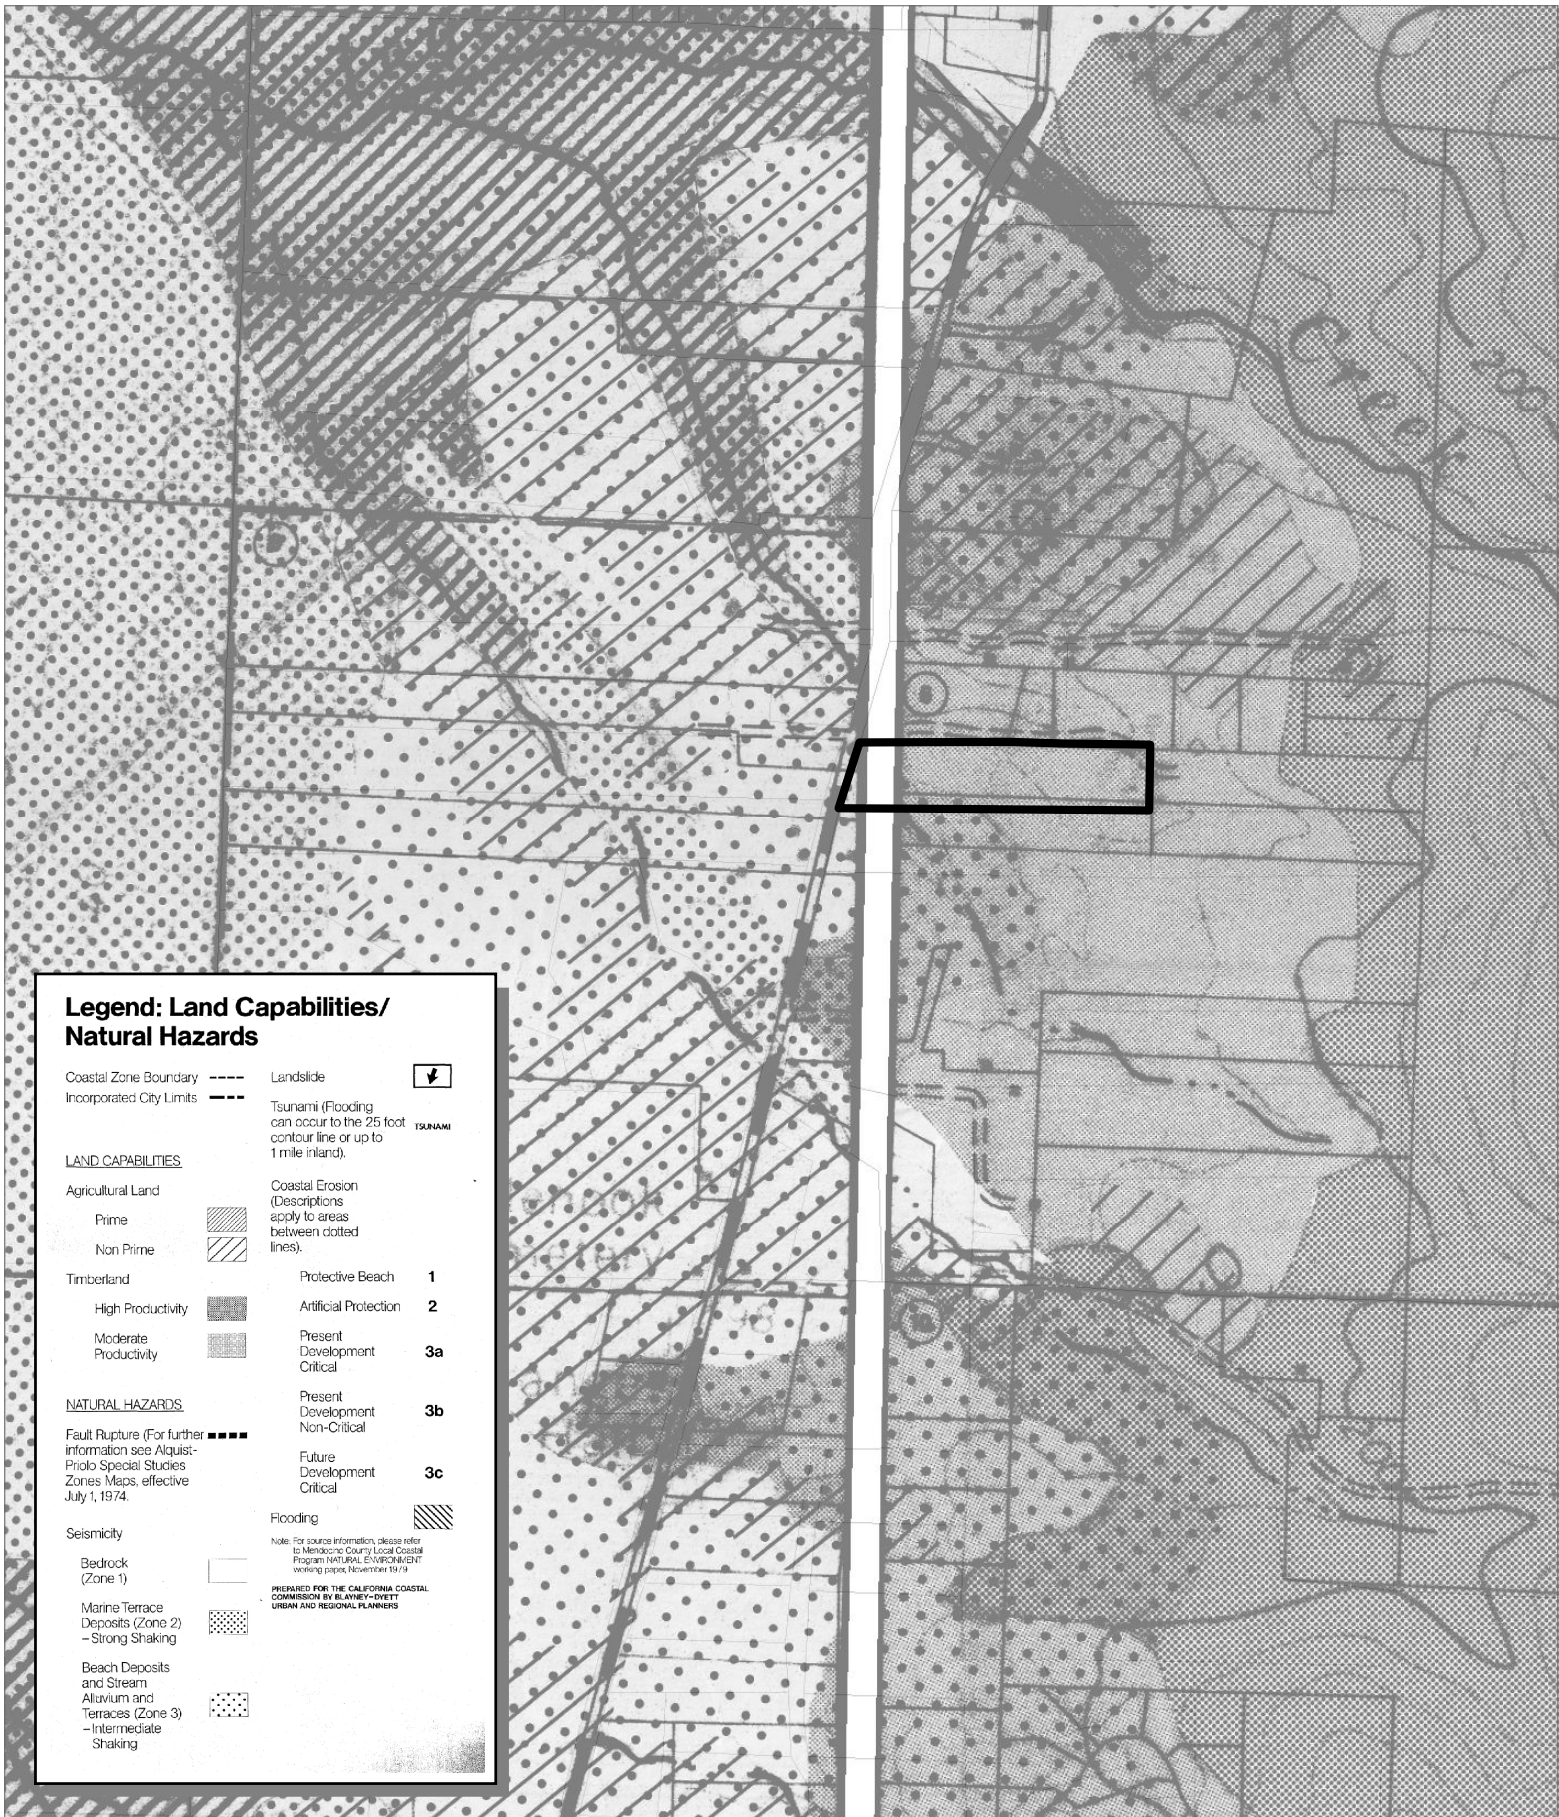 Creek
Legend: Land Capabilities/
Natural Hazards
Coastal Zone Boundary
Incorporated City Limits
LAND CAPABILITIES
Agricultural Land
Prime
Non Prime
Timberland
High Productivity
Moderate
Productivity
NATURAL HAZARDS
Fault Rupture (For further
information see Alquist-
Priolo Special Studies
Zones Maps, effective
July 1, 1974.
Seismicity
Bedrock
(Zone 1)
Marine Terrace
Deposits (Zone 2)
–Strong Shaking
Beach Deposits
and Stream
Alluvium and
Terraces (Zone 3)
–Intermediate
Shaking
Landslide
Tsunami (Flooding
can occur to the 25 foot
contour line or up to
1 mile inland).
TSUNAMI
Coastal Erosion
(Descriptions
apply to areas
between dotted
lines).
Protective Beach 1
Artificial Protection 2
Present
Development
Critical
3a
Present
Development
Non-Critical
3b
Future
Development
Critical
3c
Flooding
Note: For source information, please refer
to Mendocino County Local Coastal
Program NATURAL ENVIRONMENT
working paper, November 1979
PREPARED FOR THE CALIFORNIA COASTAL
COMMISSION BY BLAYNEY–DYETT
URBAN AND REGIONAL PLANNERS